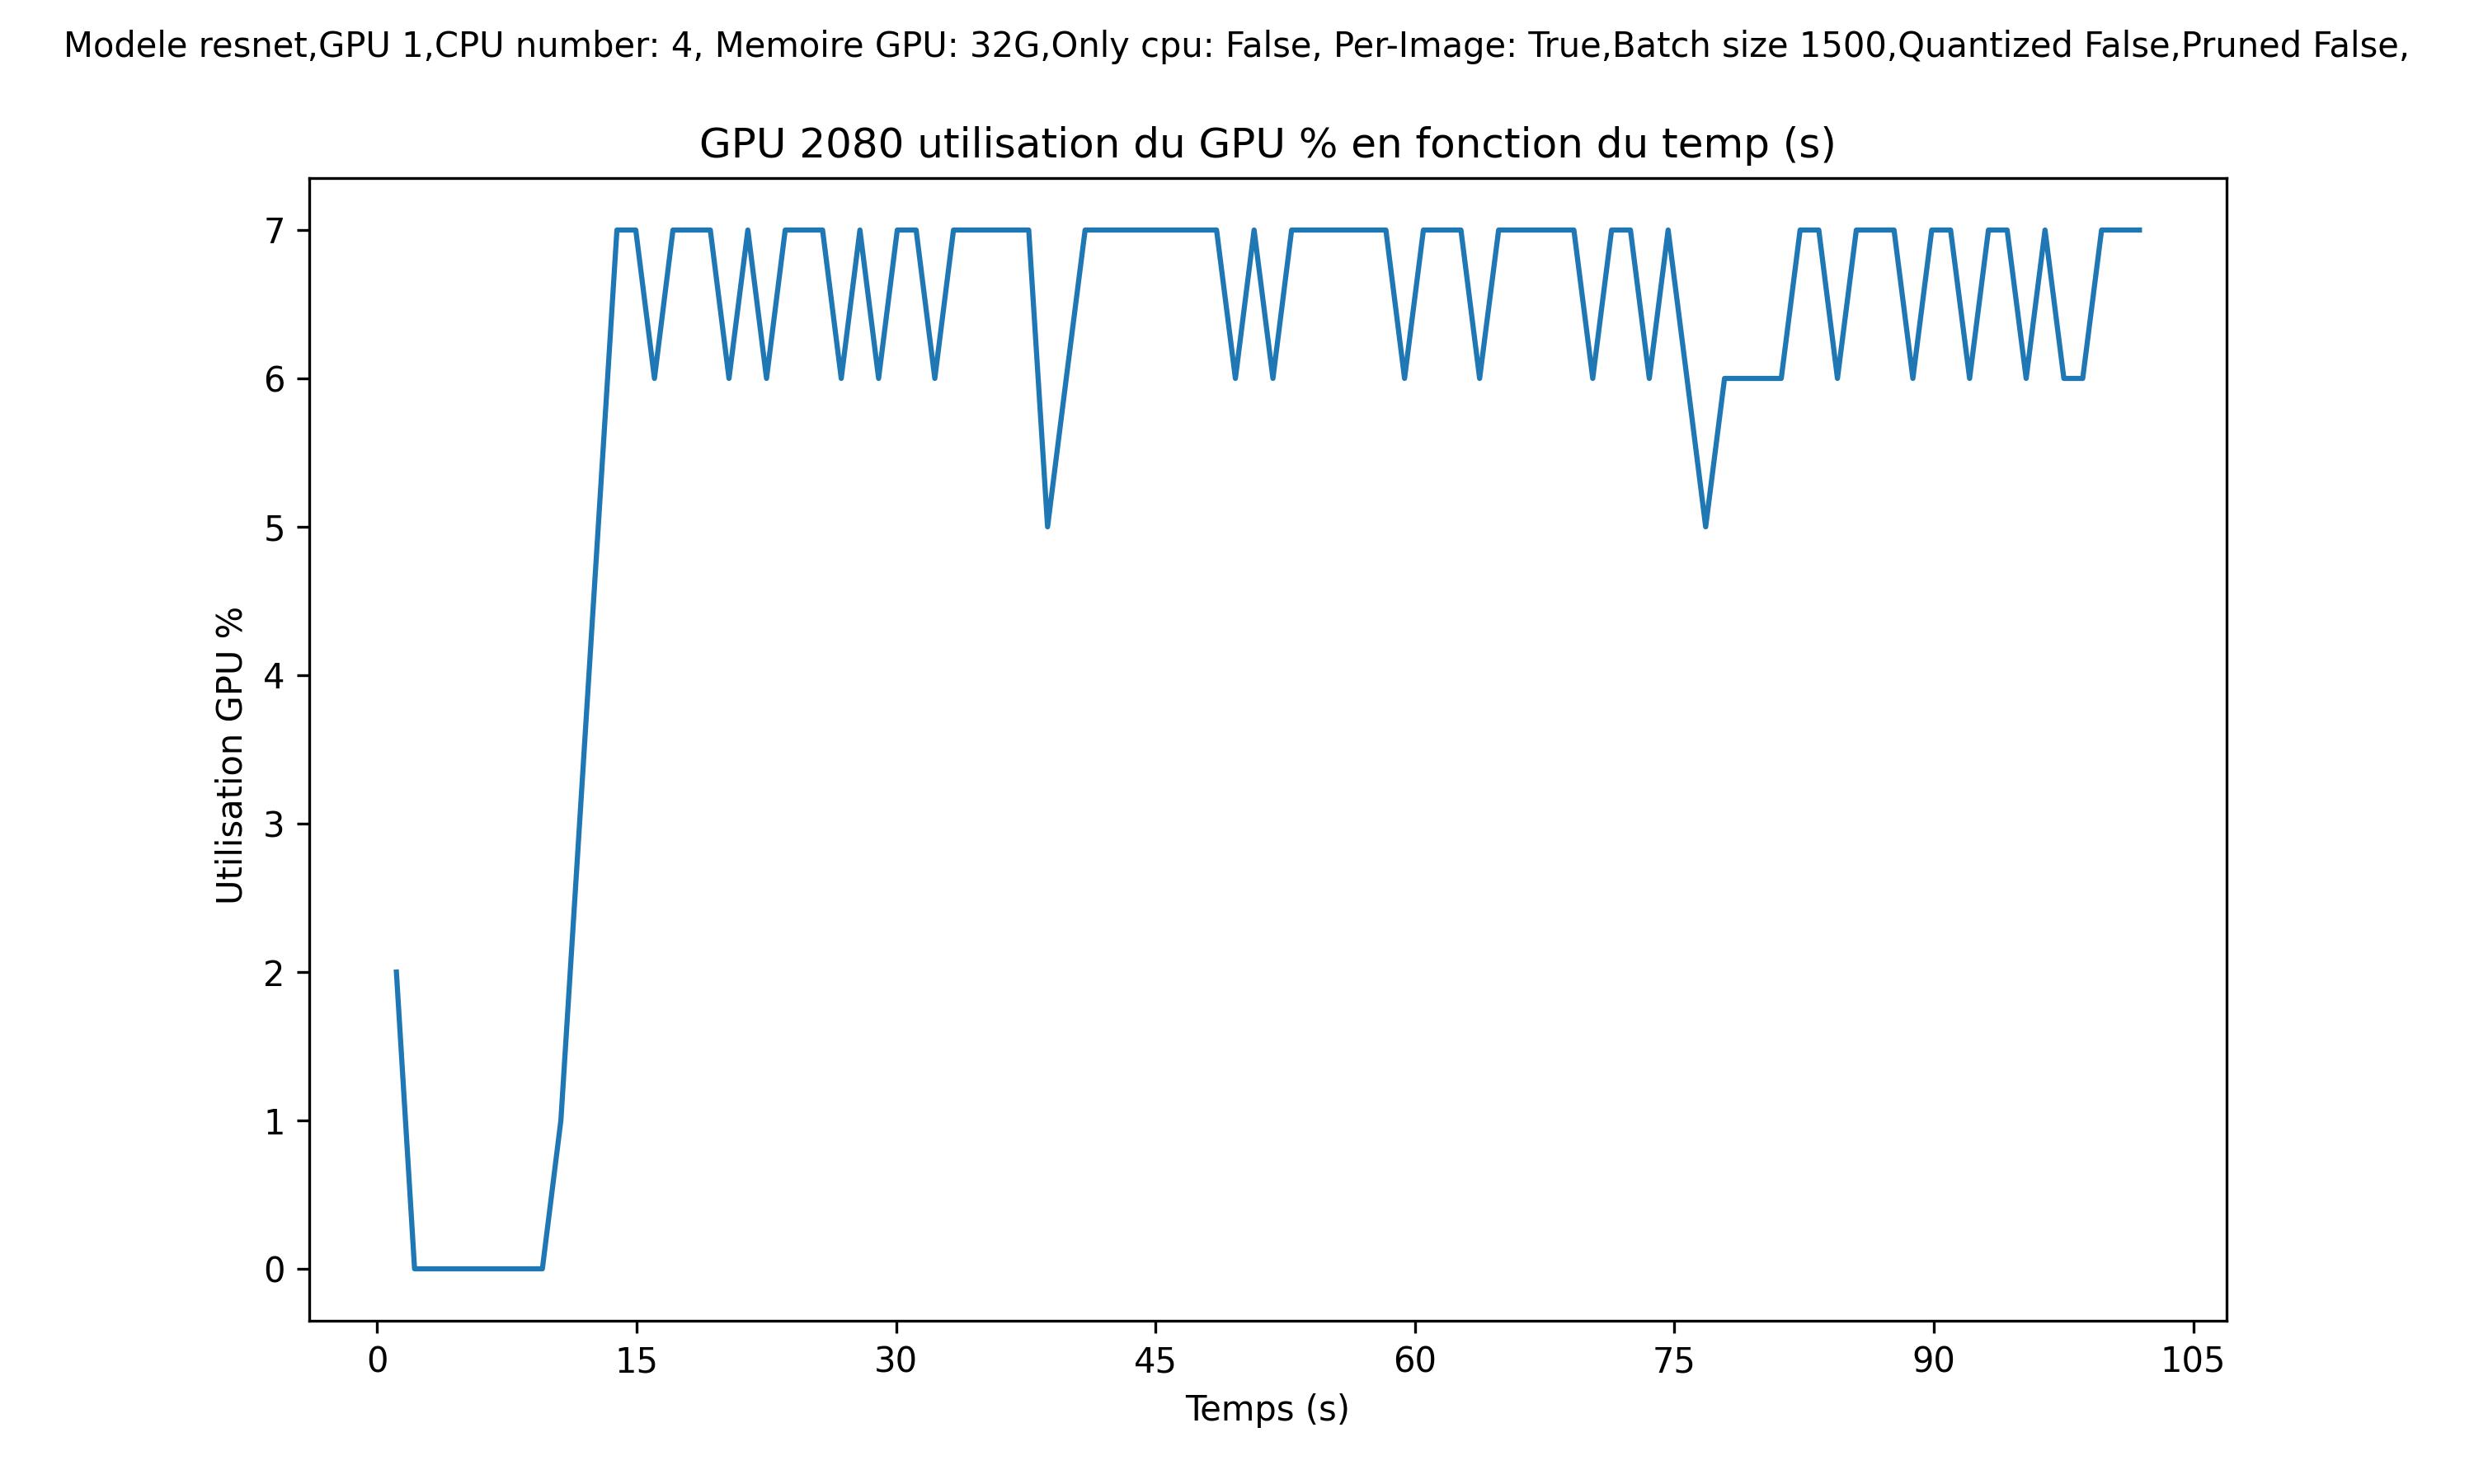 Modele resnet,GPU 1,CPU number: 4, Memoire GPU: 32G,Only cpu: False, Per-Image: True,Batch size 1500,Quantized False,Pruned False,
GPU 2080 utilisation du GPU % en fonction du temp (s)
Utilisation GPU %
7
6
5
4
3
2
1
0
0 15 30 45 60 75 90 105
Temps (s)